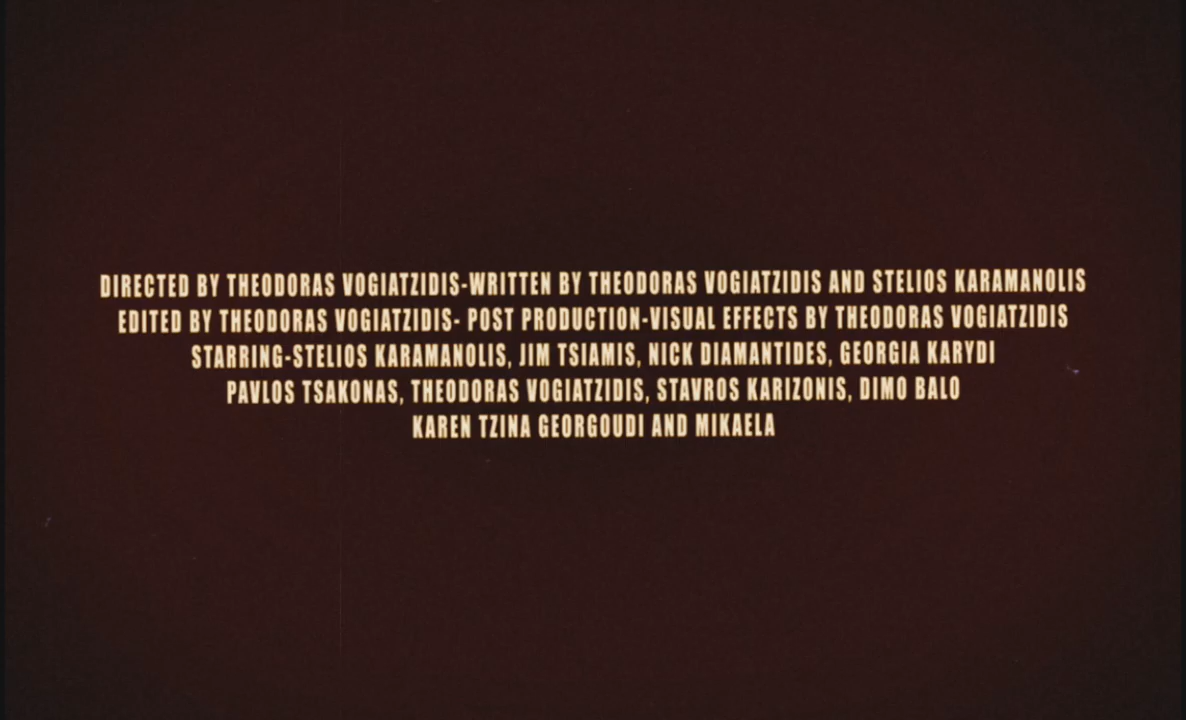 DIRECTED BY THEODORAS VOGIATZIDIS-WRITTEN BY THEODORAS VOGIATZIDIS AND STELIOS KARAMANOLIS
EDITED BY THEODORAS VOGIATZIDIS- POST PRODUCTION-VISUAL EFFECTS BY THEODORAS VOGIATZIDIS
STARRING-STELIOS KARAMANOLIS, JIM TSIAMIS, NICK DIAMANTIDES, GEORGIA KARYDI
PAVLOS TSAKONAS, THEODORAS VOGIATZIDIS, STAVROS KARIZONIS, DIMO BALO
KAREN TZINA GEORGOUDI AND MIKAELA